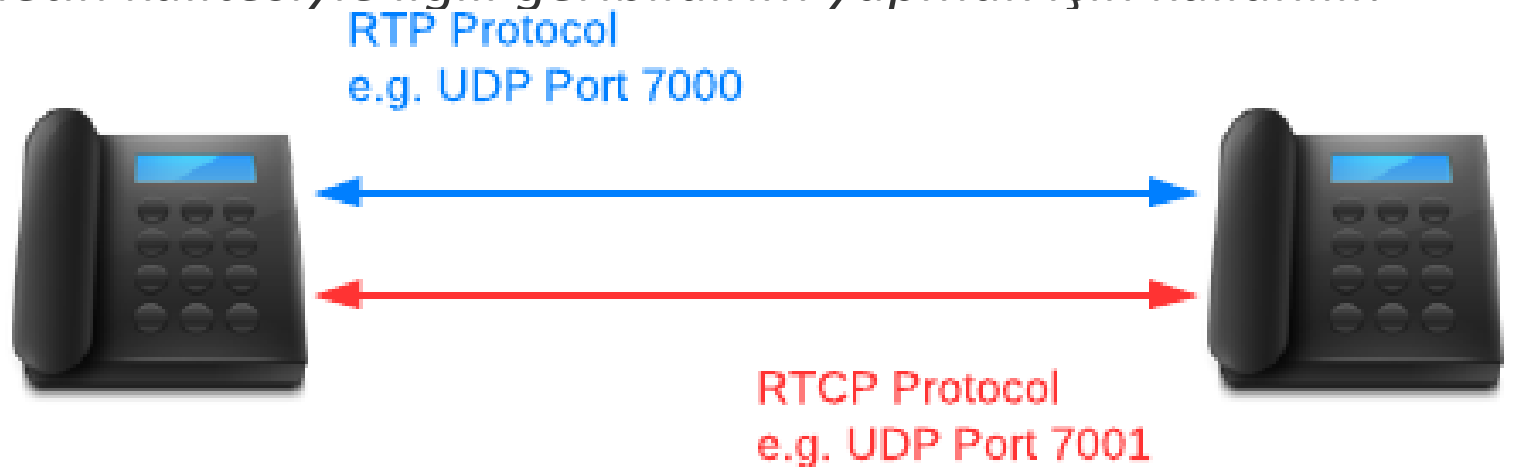 RTP Protocol
e.g. UDP Port 7000
RTCP Protocol
e.g. UDP Port 7001